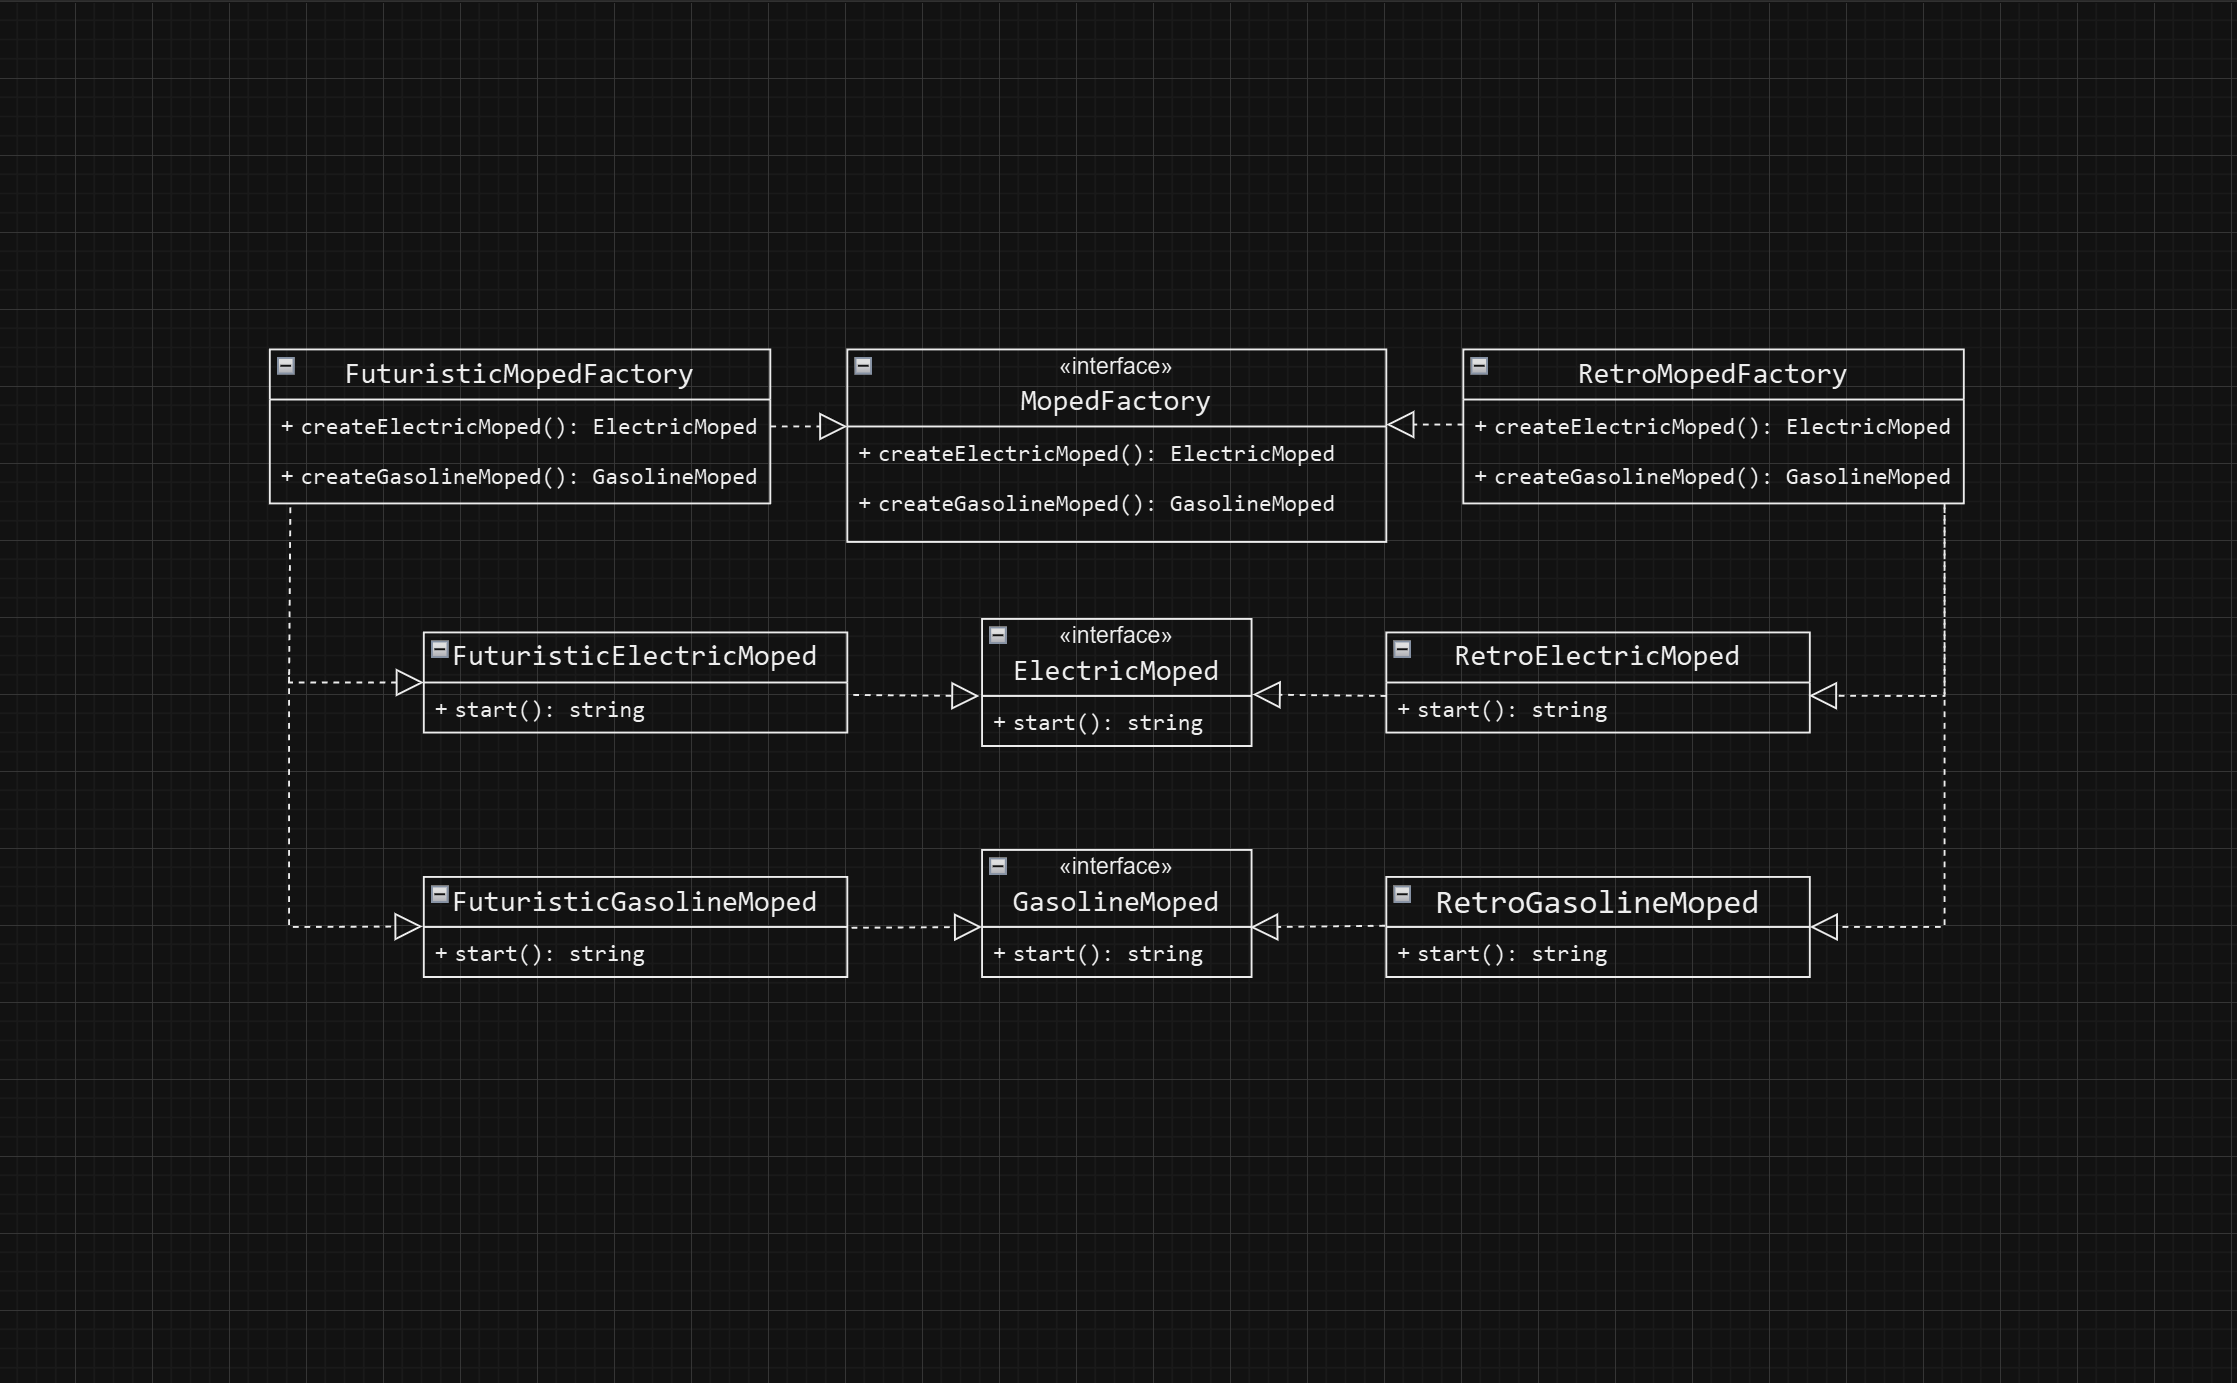 FuturisticMopedFactory
+ createElectricMoped(): ElectricMoped
+ createGasolineMoped(): GasolineMoped
«interface»
MopedFactory
+ createElectricMoped(): ElectricMoped
+ createGasolineMoped(): GasolineMoped
RetroMopedFactory
+ createElectricMoped(): ElectricMoped
+ createGasolineMoped(): GasolineMoped
FuturisticElectricMoped
+ start(): string
«interface»
ElectricMoped
+ start(): string
RetroElectricMoped
+ start(): string
FuturisticGasolineMoped
+ start(): string
«interface»
GasolineMoped
+ start(): string
RetroGasolineMoped
+ start(): string